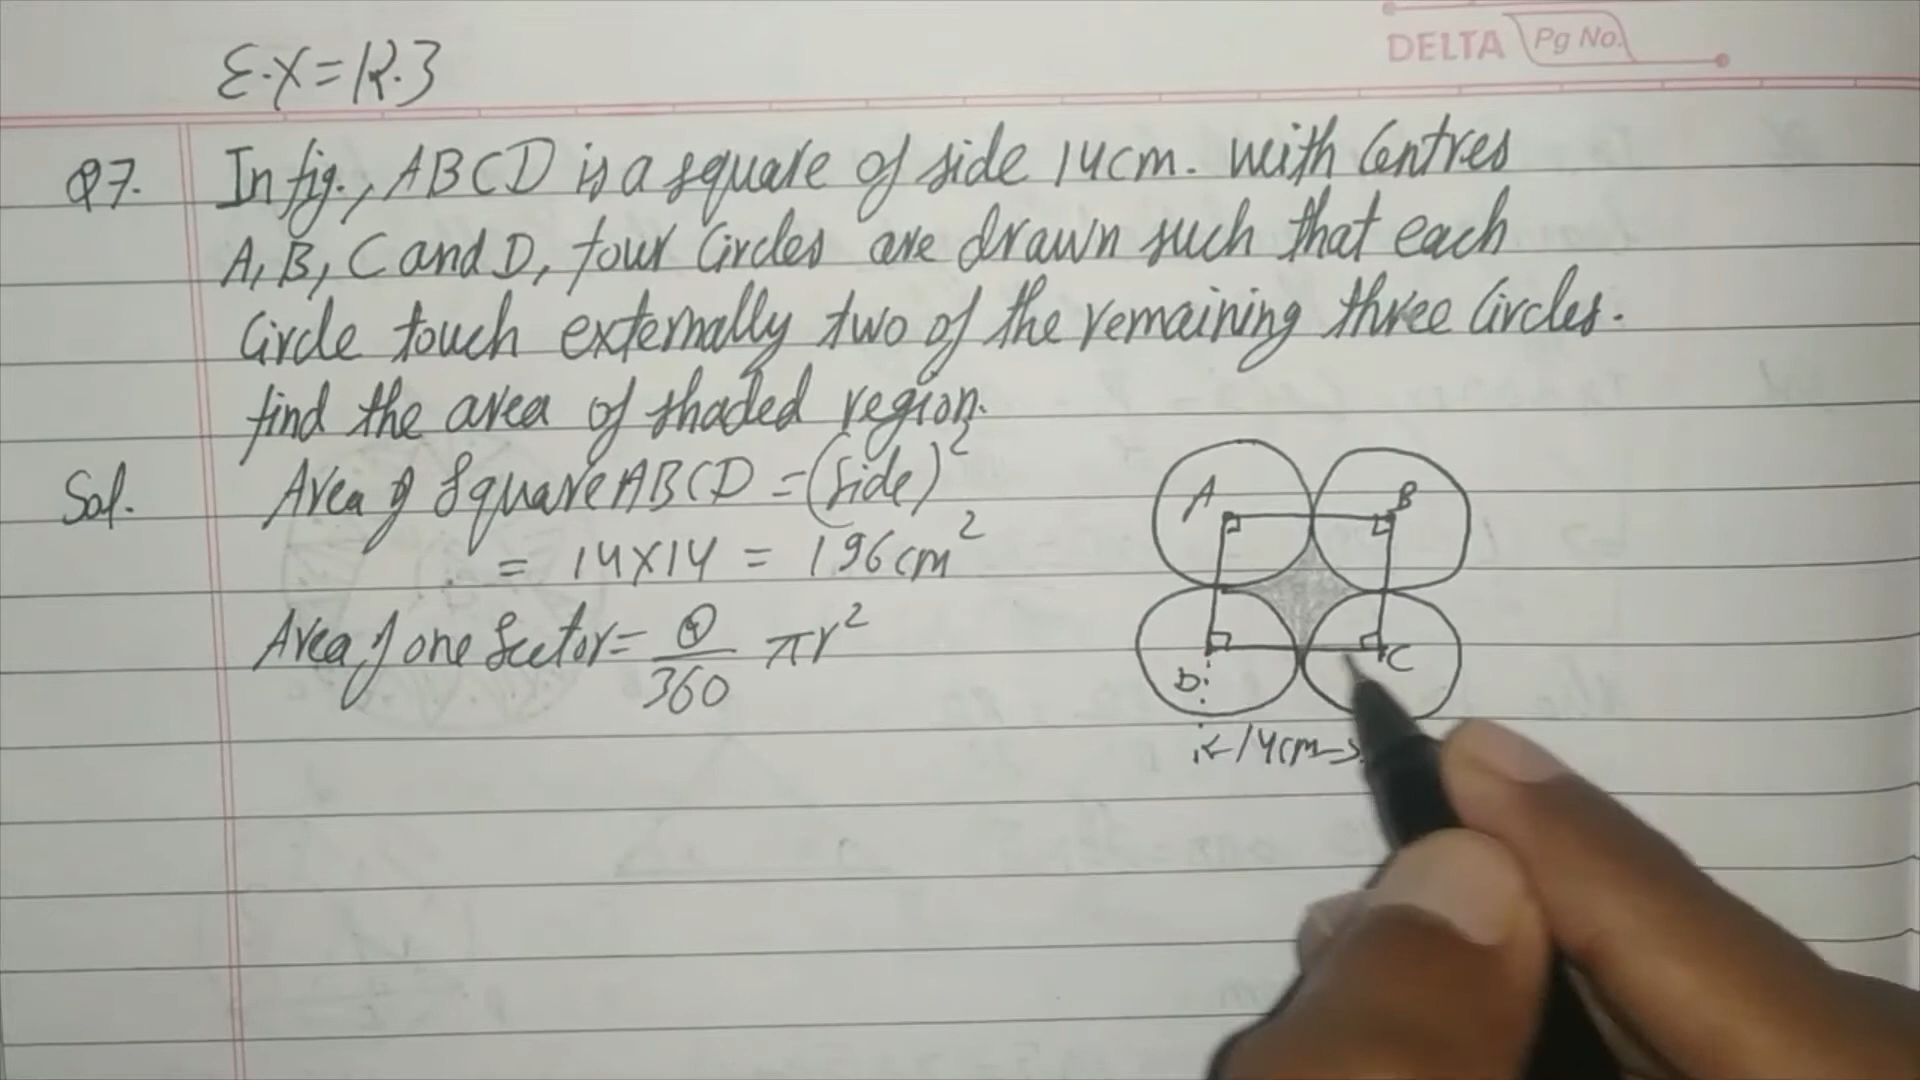 DELTA Pg No.
E.X=12.3
Q7. In fig., ABCD is a square of side 14cm. with Centres
A, B, C and D, four Circles are drawn such that each
Circle touch externally two of the remaining three Circles.
find the area of shaded region.
Sol. Area of Square ABCD = (Side)²
= 14×14 = 196cm²
Area of one Sector = θ/360 πr²
A B
D C
14cm